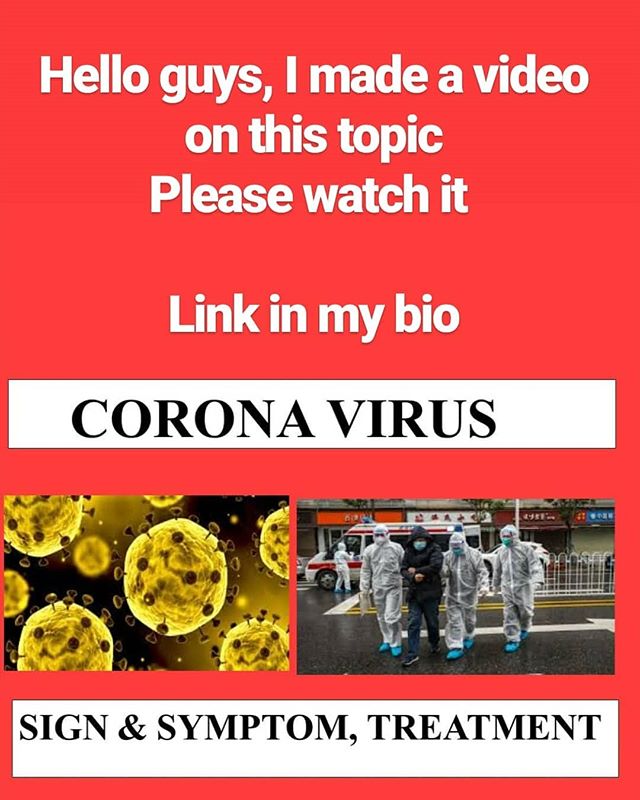 Hello guys, I made a video
on this topic
Please watch it
Link in my bio
CORONA VIRUS
SIGN & SYMPTOM, TREATMENT